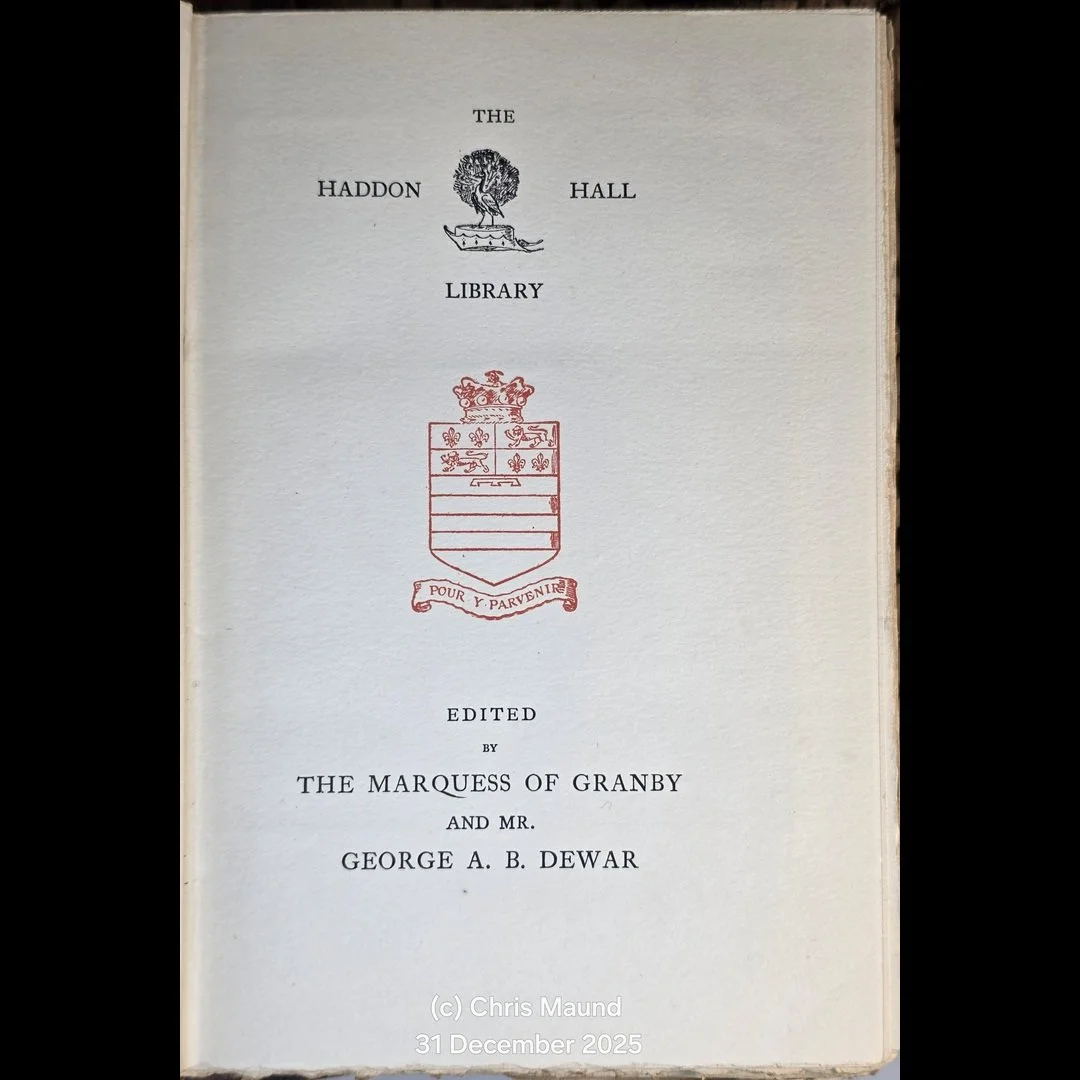 THE
HADDON HALL
LIBRARY
POUR Y PARVENIR
EDITED
BY
THE MARQUESS OF GRANBY
AND MR.
GEORGE A. B. DEWAR
(c) Chris Maund
31 December 2025